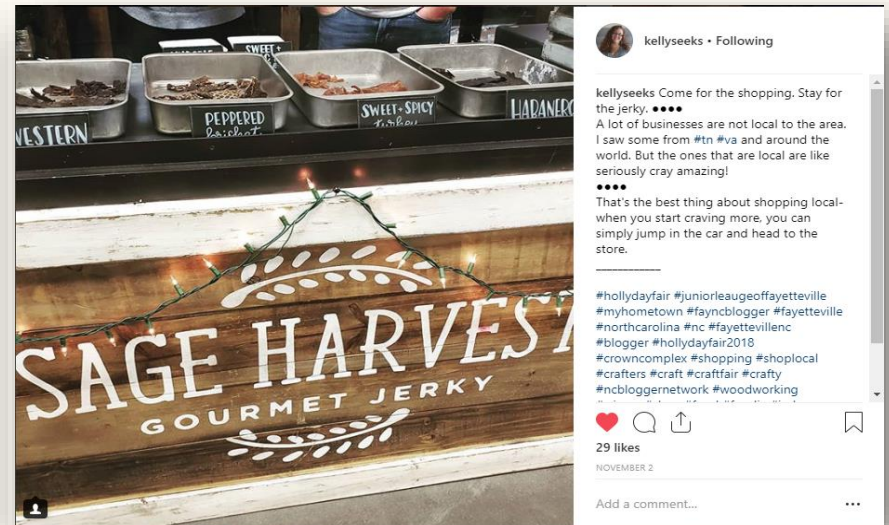 SWEET +
WESTERN
PEPPERED
brisket
SWEET + SPICY
turkey
HABANERO
SAGE HARVEST
GOURMET JERKY
kellyseeks • Following
kellyseeks Come for the shopping. Stay for
the jerky. ●●●●
A lot of businesses are not local to the area.
I saw some from #tn #va and around the
world. But the ones that are local are like
seriously cray amazing!
●●●●
That's the best thing about shopping local-
when you start craving more, you can
simply jump in the car and head to the
store.
____________
#hollydayfair #juniorleaugeoffayetteville
#myhometown #fayncblogger #fayetteville
#northcarolina #nc #fayettevillenc
#blogger #hollydayfair2018
#crowncomplex #shopping #shoplocal
#crafters #craft #craftfair #crafty
#ncbloggernetwork #woodworking
29 likes
NOVEMBER 2
Add a comment...